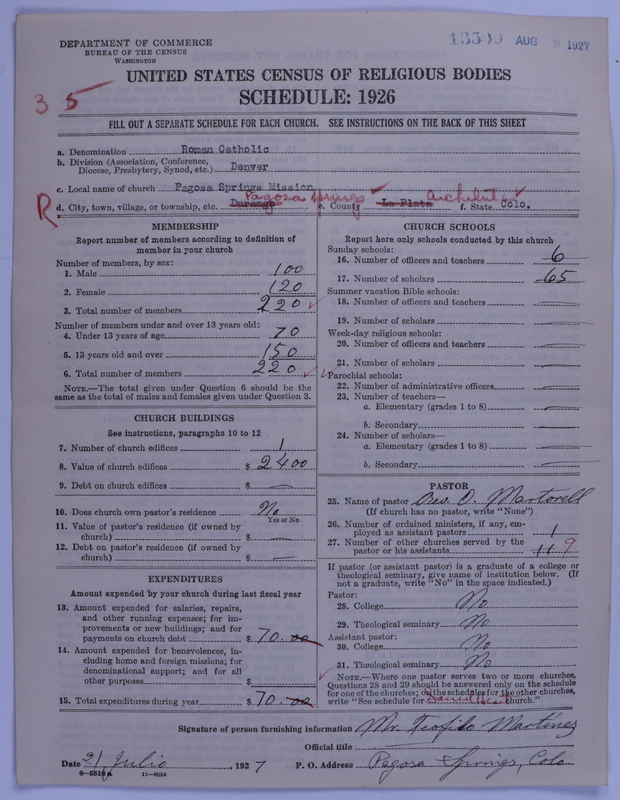 13599 AUG 2 1927
DEPARTMENT OF COMMERCE
BUREAU OF THE CENSUS
WASHINGTON
UNITED STATES CENSUS OF RELIGIOUS BODIES
35
SCHEDULE: 1926
FILL OUT A SEPARATE SCHEDULE FOR EACH CHURCH. SEE INSTRUCTIONS ON THE BACK OF THIS SHEET
a. Denomination Roman Catholic
b. Division (Association, Conference,
Diocese, Presbytery, Synod, etc.) Denver
c. Local name of church Pagosa Springs Mission
R Pagosa Springs Archuleta
d. City, town, village, or township, etc. Durango e. County La Plata f. State Colo.
MEMBERSHIP
Report number of members according to definition of
member in your church
Number of members, by sex:
1. Male 100
2. Female 120
3. Total number of members 220
Number of members under and over 13 years old:
4. Under 13 years of age 70
5. 13 years old and over 150
6. Total number of members 220
NOTE.—The total given under Question 6 should be the
same as the total of males and females given under Question 3.
CHURCH BUILDINGS
See instructions, paragraphs 10 to 12
7. Number of church edifices 1
8. Value of church edifices $ 2400
9. Debt on church edifices $ —
10. Does church own pastor's residence No
Yes or No
11. Value of pastor's residence (if owned by
church) $ —
12. Debt on pastor's residence (if owned by
church) $ —
EXPENDITURES
Amount expended by your church during last fiscal year
13. Amount expended for salaries, repairs,
and other running expenses; for im-
provements or new buildings; and for
payments on church debt $ 70.00
14. Amount expended for benevolences, in-
cluding home and foreign missions; for
denominational support; and for all
other purposes $
15. Total expenditures during year $ 70.00
CHURCH SCHOOLS
Report here only schools conducted by this church
Sunday schools:
16. Number of officers and teachers 6
17. Number of scholars 65
Summer vacation Bible schools:
18. Number of officers and teachers —
19. Number of scholars —
Week-day religious schools:
20. Number of officers and teachers —
21. Number of scholars —
Parochial schools:
22. Number of administrative officers —
23. Number of teachers—
a. Elementary (grades 1 to 8) —
b. Secondary —
24. Number of scholars—
a. Elementary (grades 1 to 8) —
b. Secondary —
PASTOR
25. Name of pastor Rev. O. Martorell
(If church has no pastor, write "None")
26. Number of ordained ministers, if any, em-
ployed as assistant pastors 1
27. Number of other churches served by the
pastor or his assistants 11 9
If pastor (or assistant pastor) is a graduate of a college or
theological seminary, give name of institution below. (If
not a graduate, write "No" in the space indicated.)
Pastor:
28. College No
29. Theological seminary No
Assistant pastor:
30. College No
31. Theological seminary No
NOTE.—Where one pastor serves two or more churches,
Questions 28 and 29 should be answered only on the schedule
for one of the churches; on the schedules for the other churches,
write "See schedule for Sacred Heart church."
Signature of person furnishing information Mr. Teofilo Martinez
Official title
Date 21 Julio, 1927 P. O. Address Pagosa Springs, Colo.
8—5518a 11—9054